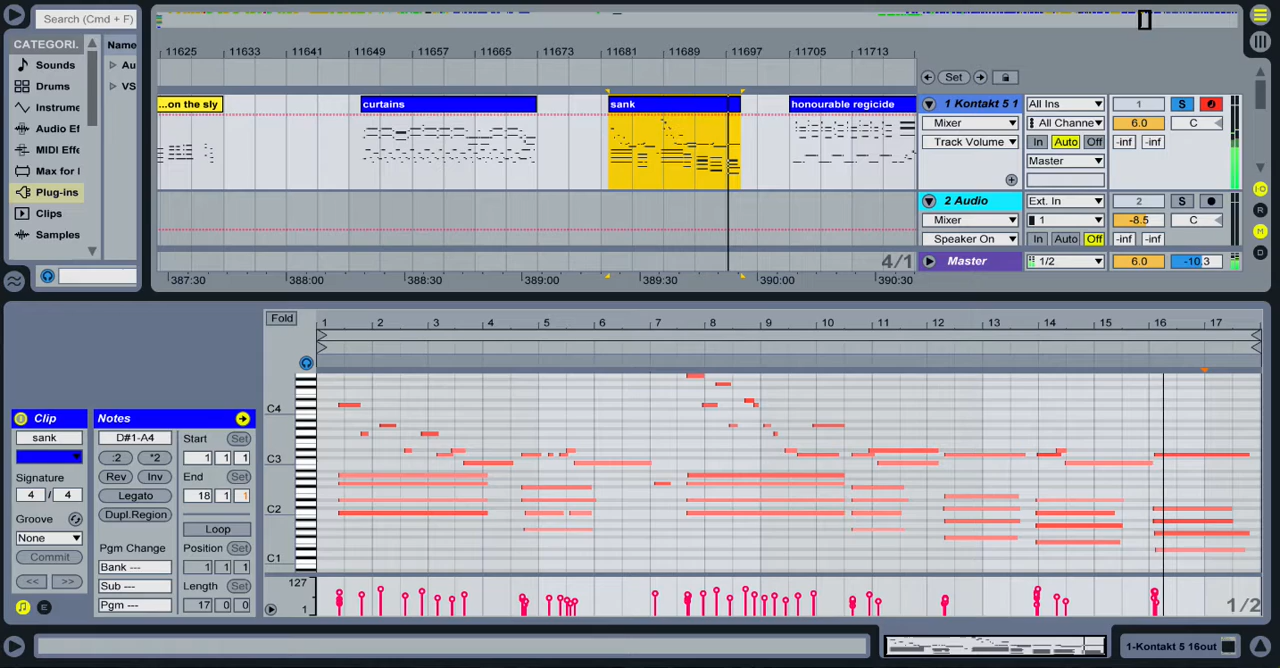 Search (Cmd + F)
CATEGORI.
Name
Sounds
Au
Drums
VS
Instrume
Audio Ef
MIDI Effe
Max for l
Plug-ins
Clips
Samples
11625 11633 11641 11649 11657 11665 11673 11681 11689 11697 11705 11713
Set
...on the sly
curtains
sank
honourable regicide
1 Kontakt 5 1
All Ins
1
S
Mixer
All Channe
6.0
C
Track Volume
In
Auto
Off
-inf
-inf
Master
2 Audio
Ext. In
2
S
Mixer
1
-8.5
C
Speaker On
In
Auto
Off
-inf
-inf
4/1
Master
1/2
6.0
-10.3
387:30 388:00 388:30 389:00 389:30 390:00 390:30
I·O
R
M
D
Fold
1 2 3 4 5 6 7 8 9 10 11 12 13 14 15 16 17
C4
C3
C2
C1
127
1
1/2
Clip
sank
Signature
4 / 4
Groove
None
Commit
<< >>
E
Notes
D#1-A4
:2 *2
Rev Inv
Legato
Dupl.Region
Pgm Change
Bank ---
Sub ---
Pgm ---
Start Set
1 1 1
End Set
18 1 1
Loop
Position Set
1 1 1
Length Set
17 0 0
1-Kontakt 5 16out